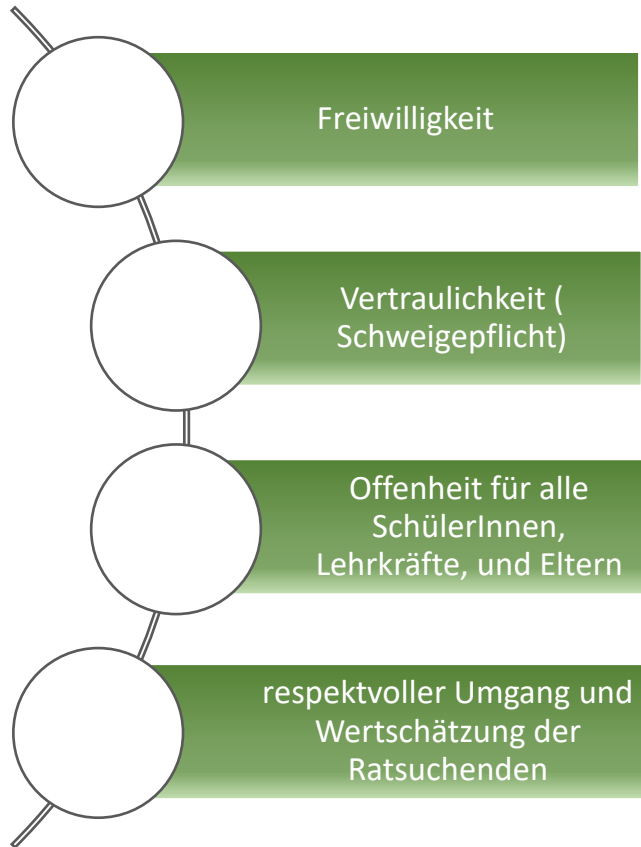 Freiwilligkeit
Vertraulichkeit (
Schweigepflicht)
Offenheit für alle
SchülerInnen,
Lehrkräfte, und Eltern
respektvoller Umgang und
Wertschätzung der
Ratsuchenden